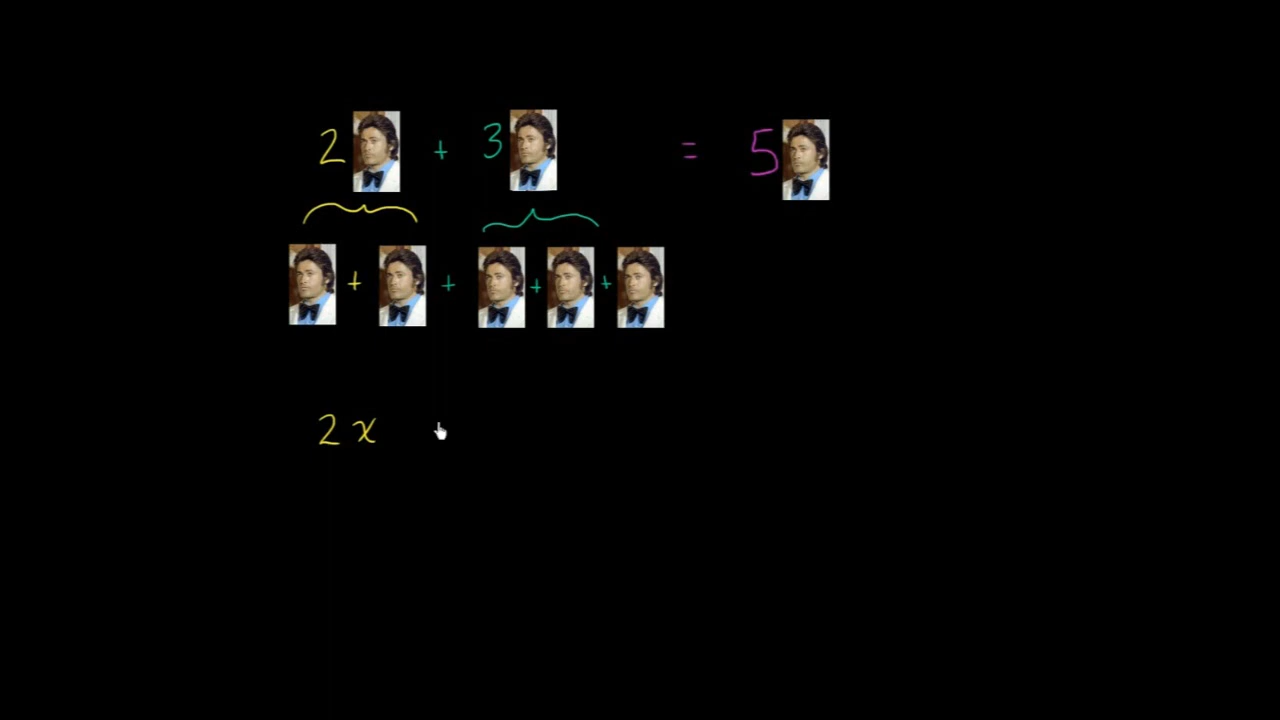 2 + 3 = 5
+ + + +
2x